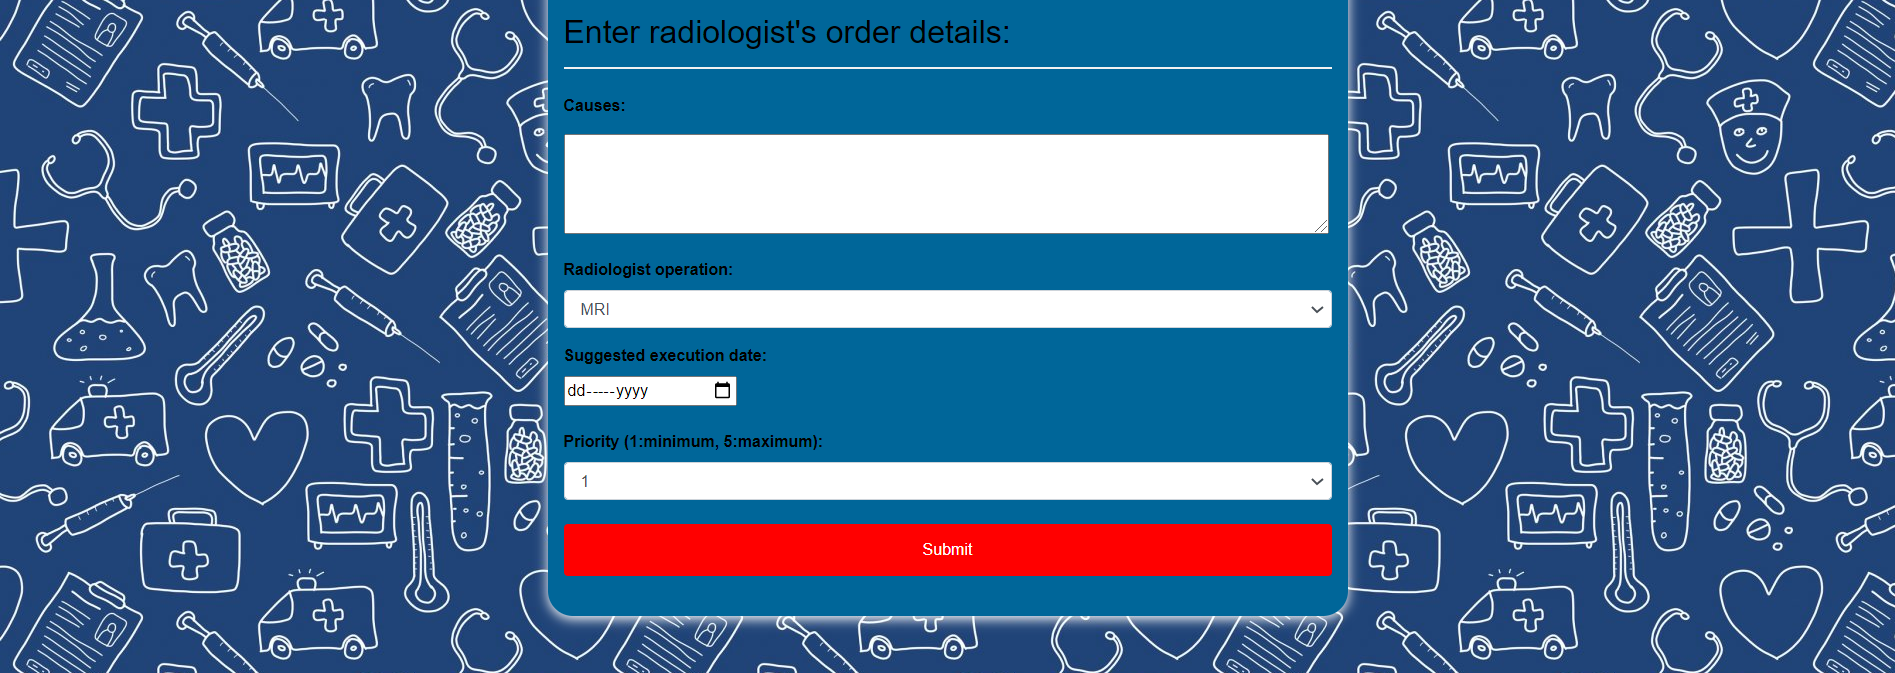 Enter radiologist's order details:
Causes:
Radiologist operation:
MRI
Suggested execution date:
dd-----yyyy
Priority (1:minimum, 5:maximum):
1
Submit